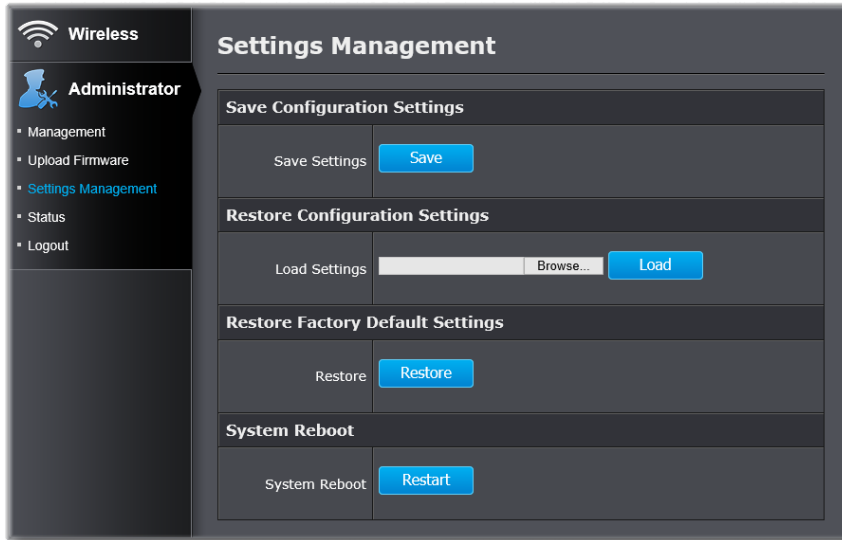 Wireless
Administrator
Management
Upload Firmware
Settings Management
Status
Logout
Settings Management
Save Configuration Settings
Save Settings Save
Restore Configuration Settings
Load Settings Browse... Load
Restore Factory Default Settings
Restore Restore
System Reboot
System Reboot Restart